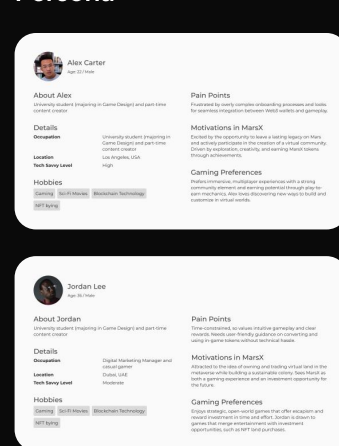 Persona
Alex Carter
Age: 22 / Male
About Alex
University student (majoring in Game Design) and part-time
content creator
Details
Occupation
University student (majoring in
Game Design) and part-time
content creator
Location
Los Angeles, USA
Tech Savvy Level
High
Hobbies
Gaming
Sci-Fi Movies
Blockchain Technology
NFT bying
Pain Points
Frustrated by overly complex onboarding processes and looks
for seamless integration between Web3 wallets and gameplay.
Motivations in MarsX
Excited by the opportunity to leave a lasting legacy on Mars
and actively participate in the creation of a virtual community.
Driven by exploration, creativity, and earning MarsX tokens
through achievements.
Gaming Preferences
Prefers immersive, multiplayer experiences with a strong
community element and earning potential through play-to-
earn mechanics. Alex loves discovering new ways to build and
customize in virtual worlds.
Jordan Lee
Age: 35 / Male
About Jordan
University student (majoring in Game Design) and part-time
content creator
Details
Occupation
Digital Marketing Manager and
casual gamer
Location
Dubai, UAE
Tech Savvy Level
Moderate
Hobbies
Gaming
Sci-Fi Movies
Blockchain Technology
NFT bying
Pain Points
Time-constrained, so values intuitive gameplay and clear
rewards. Needs user-friendly guidance on converting and
using in-game tokens without technical hassle.
Motivations in MarsX
Attracted to the idea of owning and trading virtual land in the
metaverse while building a sustainable colony. Sees MarsX as
both a gaming experience and an investment opportunity for
the future.
Gaming Preferences
Enjoys strategic, open-world games that offer escapism and
reward investment in time and effort. Jordan is drawn to
games that merge entertainment with investment
opportunities, such as NFT land purchases.